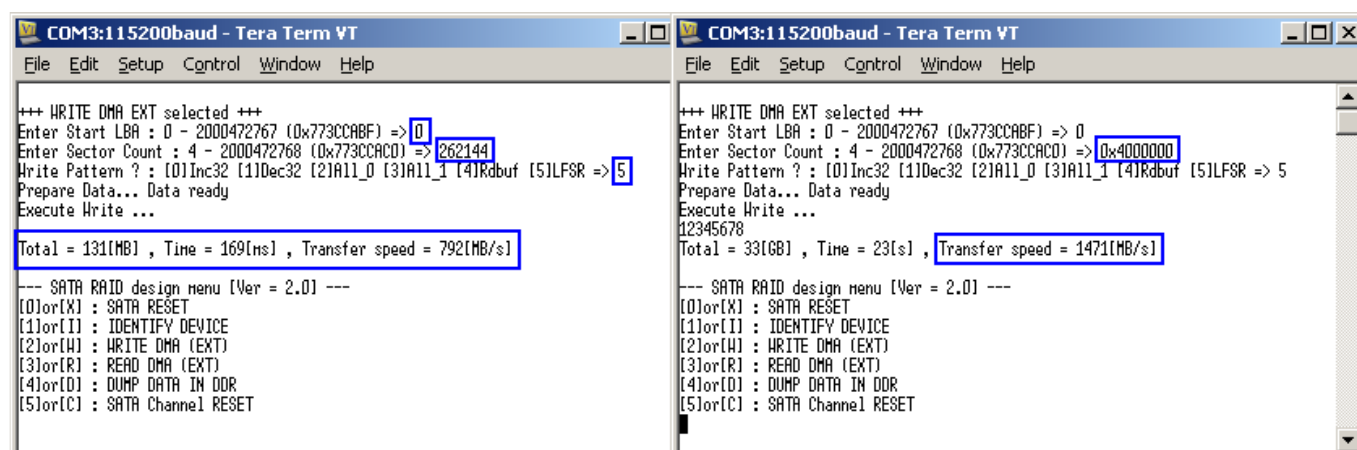 COM3:115200baud - Tera Term VT
File Edit Setup Control Window Help
+++ WRITE DMA EXT selected +++
Enter Start LBA : 0 - 2000472767 (0x773CCABF) => 0
Enter Sector Count : 4 - 2000472768 (0x773CCAC0) => 262144
Write Pattern ? : [0]Inc32 [1]Dec32 [2]All_0 [3]All_1 [4]Rdbuf [5]LFSR => 5
Prepare Data... Data ready
Execute Write ...
Total = 131[MB] , Time = 169[ms] , Transfer speed = 792[MB/s]
--- SATA RAID design menu [Ver = 2.0] ---
[0]or[X] : SATA RESET
[1]or[I] : IDENTIFY DEVICE
[2]or[W] : WRITE DMA (EXT)
[3]or[R] : READ DMA (EXT)
[4]or[D] : DUMP DATA IN DDR
[5]or[C] : SATA Channel RESET
COM3:115200baud - Tera Term VT
File Edit Setup Control Window Help
+++ WRITE DMA EXT selected +++
Enter Start LBA : 0 - 2000472767 (0x773CCABF) => 0
Enter Sector Count : 4 - 2000472768 (0x773CCAC0) => 0x4000000
Write Pattern ? : [0]Inc32 [1]Dec32 [2]All_0 [3]All_1 [4]Rdbuf [5]LFSR => 5
Prepare Data... Data ready
Execute Write ...
12345678
Total = 33[GB] , Time = 23[s] , Transfer speed = 1471[MB/s]
--- SATA RAID design menu [Ver = 2.0] ---
[0]or[X] : SATA RESET
[1]or[I] : IDENTIFY DEVICE
[2]or[W] : WRITE DMA (EXT)
[3]or[R] : READ DMA (EXT)
[4]or[D] : DUMP DATA IN DDR
[5]or[C] : SATA Channel RESET